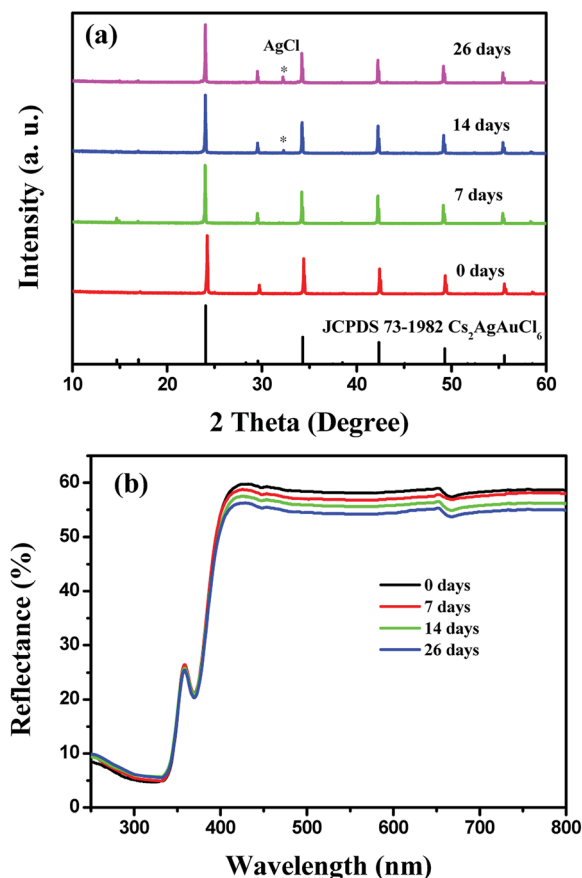 (a)
AgCl
26 days
*
14 days
*
7 days
0 days
JCPDS 73-1982 Cs₂AgAuCl₆
Intensity (a. u.)
10 20 30 40 50 60
2 Theta (Degree)
(b)
60
50
40
30
20
10
0
Reflectance (%)
0 days
7 days
14 days
26 days
300 400 500 600 700 800
Wavelength (nm)